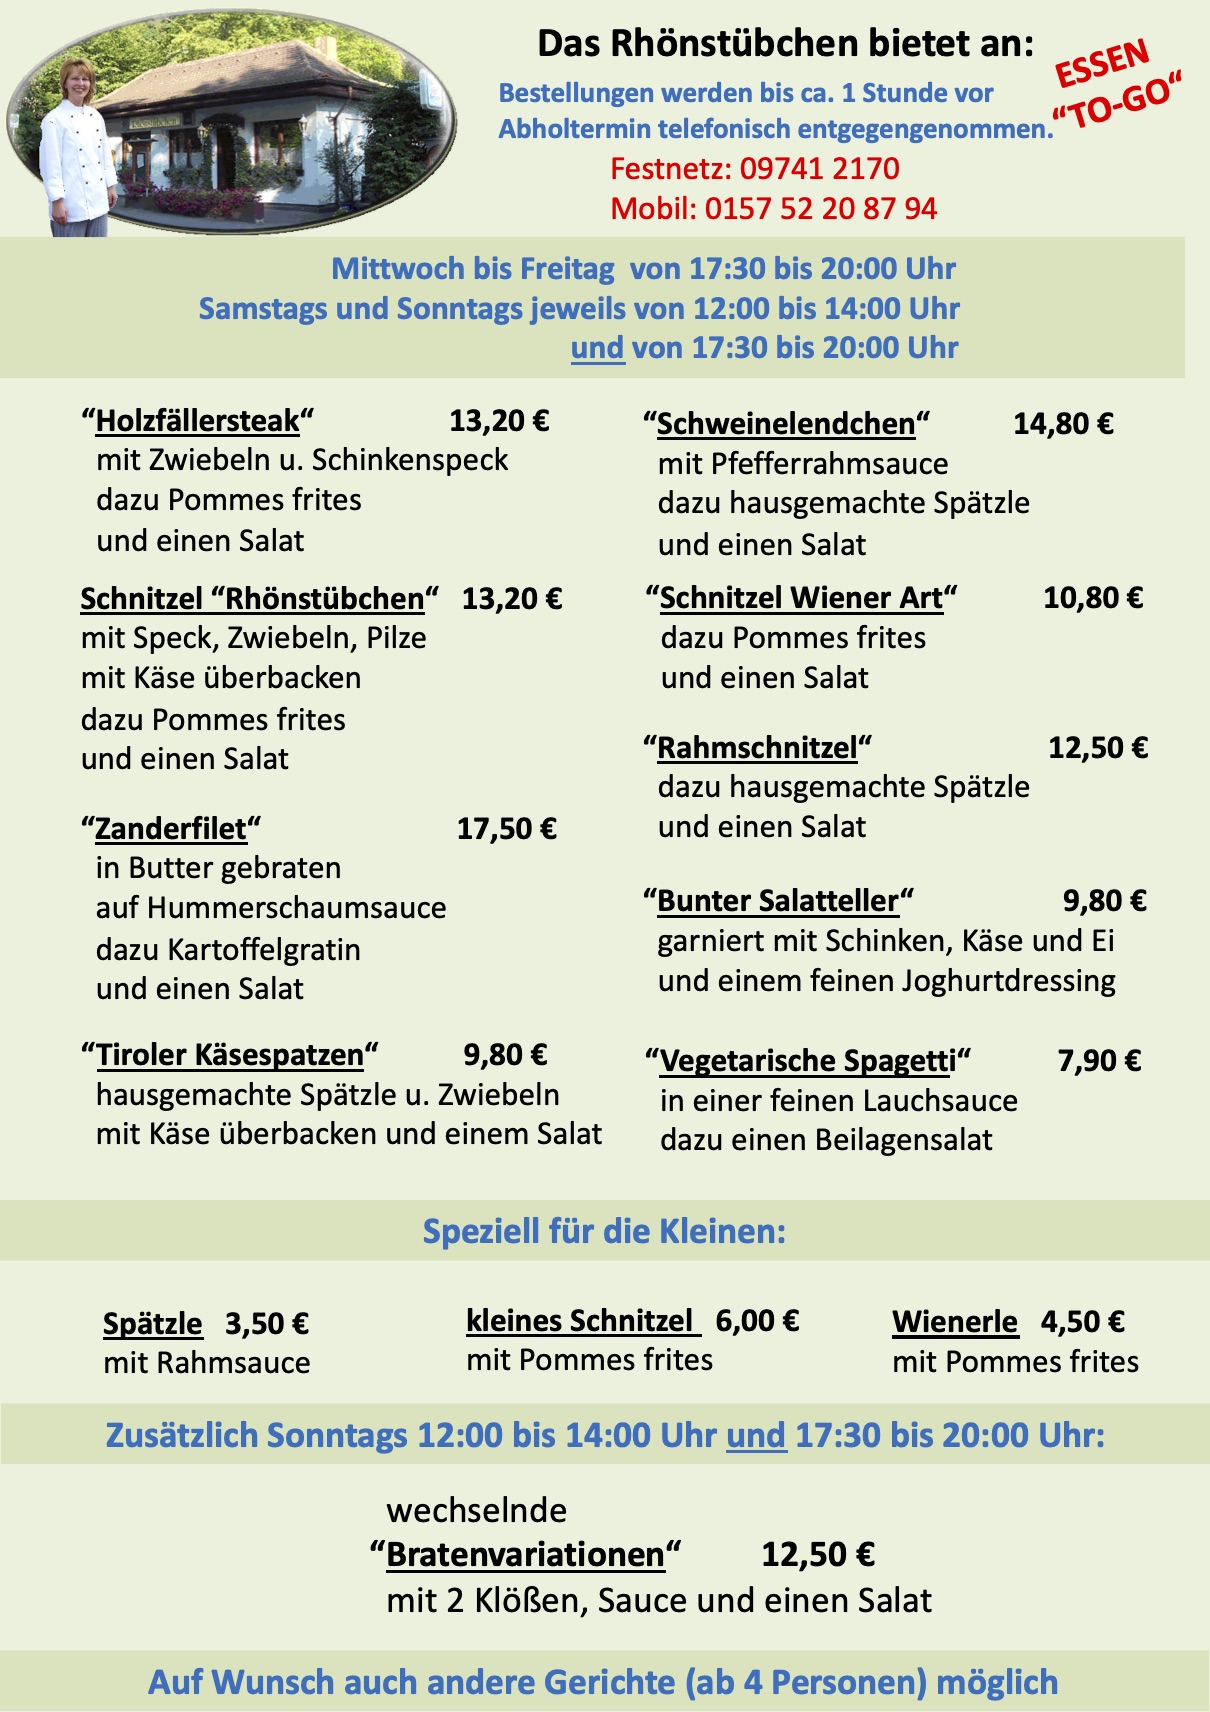 Das Rhönstübchen bietet an:
ESSEN
“TO-GO“
Bestellungen werden bis ca. 1 Stunde vor
Abholtermin telefonisch entgegengenommen.
Festnetz: 09741 2170
Mobil: 0157 52 20 87 94
Mittwoch bis Freitag von 17:30 bis 20:00 Uhr
Samstags und Sonntags jeweils von 12:00 bis 14:00 Uhr
und von 17:30 bis 20:00 Uhr
“Holzfällersteak“ 13,20 €
mit Zwiebeln u. Schinkenspeck
dazu Pommes frites
und einen Salat
Schnitzel “Rhönstübchen“ 13,20 €
mit Speck, Zwiebeln, Pilze
mit Käse überbacken
dazu Pommes frites
und einen Salat
“Zanderfilet“ 17,50 €
in Butter gebraten
auf Hummerschaumsauce
dazu Kartoffelgratin
und einen Salat
“Tiroler Käsespatzen“ 9,80 €
hausgemachte Spätzle u. Zwiebeln
mit Käse überbacken und einem Salat
“Schweinelendchen“ 14,80 €
mit Pfefferrahmsauce
dazu hausgemachte Spätzle
und einen Salat
“Schnitzel Wiener Art“ 10,80 €
dazu Pommes frites
und einen Salat
“Rahmschnitzel“ 12,50 €
dazu hausgemachte Spätzle
und einen Salat
“Bunter Salatteller“ 9,80 €
garniert mit Schinken, Käse und Ei
und einem feinen Joghurtdressing
“Vegetarische Spagetti“ 7,90 €
in einer feinen Lauchsauce
dazu einen Beilagensalat
Speziell für die Kleinen:
Spätzle 3,50 €
mit Rahmsauce
kleines Schnitzel 6,00 €
mit Pommes frites
Wienerle 4,50 €
mit Pommes frites
Zusätzlich Sonntags 12:00 bis 14:00 Uhr und 17:30 bis 20:00 Uhr:
wechselnde
“Bratenvariationen“ 12,50 €
mit 2 Klößen, Sauce und einen Salat
Auf Wunsch auch andere Gerichte (ab 4 Personen) möglich